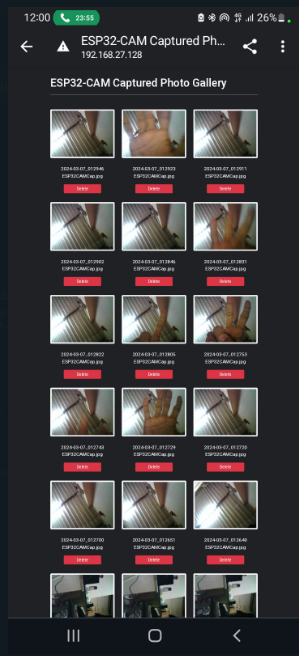 12:00 23:55 26%
ESP32-CAM Captured Ph...
192.168.27.128
ESP32-CAM Captured Photo Gallery
2024-03-07_012946 2024-03-07_012923 2024-03-07_012911
ESP32CAMCap.jpg ESP32CAMCap.jpg ESP32CAMCap.jpg
Delete Delete Delete
2024-03-07_012902 2024-03-07_012846 2024-03-07_012831
ESP32CAMCap.jpg ESP32CAMCap.jpg ESP32CAMCap.jpg
Delete Delete Delete
2024-03-07_012822 2024-03-07_012805 2024-03-07_012753
ESP32CAMCap.jpg ESP32CAMCap.jpg ESP32CAMCap.jpg
Delete Delete Delete
2024-03-07_012743 2024-03-07_012729 2024-03-07_012720
ESP32CAMCap.jpg ESP32CAMCap.jpg ESP32CAMCap.jpg
Delete Delete Delete
2024-03-07_012700 2024-03-07_012651 2024-03-07_012640
ESP32CAMCap.jpg ESP32CAMCap.jpg ESP32CAMCap.jpg
Delete Delete Delete